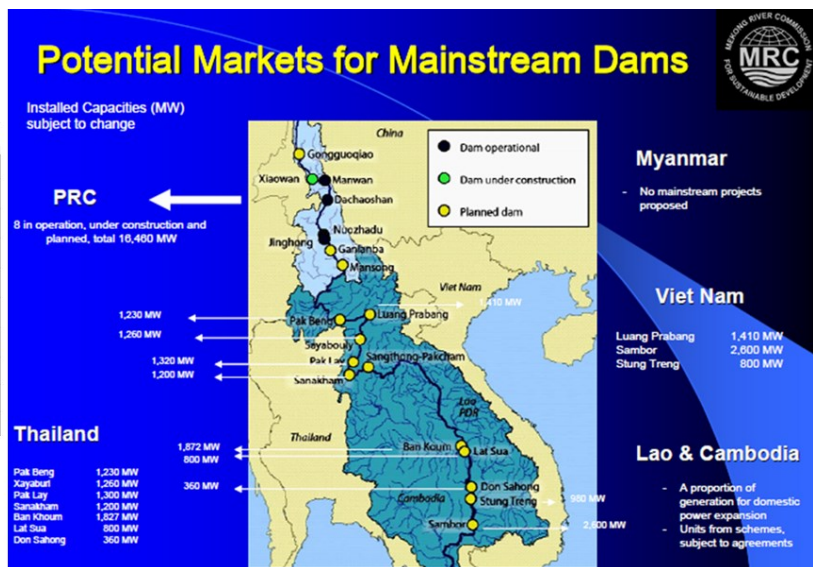 Potential Markets for Mainstream Dams
MEKONG RIVER COMMISSION
MRC
FOR SUSTAINABLE DEVELOPMENT
Installed Capacities (MW)
subject to change
PRC
8 in operation, under construction and
planned, total 16,460 MW
China
Gongguoqiao
Xiaowan
Manwan
Dachaoshan
Nuozhadu
Jinghong
Ganlanba
Mansong
Dam operational
Dam under construction
Planned dam
Myanmar
- No mainstream projects
proposed
Viet Nam
1,410 MW
1,230 MW
Pak Beng
Luang Prabang
1,260 MW
Sayabouly
1,320 MW
Pak Lay
Sangthong-Pakcham
1,200 MW
Sanakham
Lao
PDR
Thailand
1,872 MW
Ban Koum
800 MW
Lat Sua
360 MW
Don Sahong
Cambodia
Stung Treng
980 MW
Sambor
2,600 MW
Viet Nam
Luang Prabang 1,410 MW
Sambor 2,600 MW
Stung Treng 800 MW
Thailand
Pak Beng 1,230 MW
Xayaburi 1,260 MW
Pak Lay 1,300 MW
Sanakham 1,200 MW
Ban Khoum 1,827 MW
Lat Sua 800 MW
Don Sahong 360 MW
Lao & Cambodia
- A proportion of
generation for domestic
power expansion
- Units from schemes,
subject to agreements